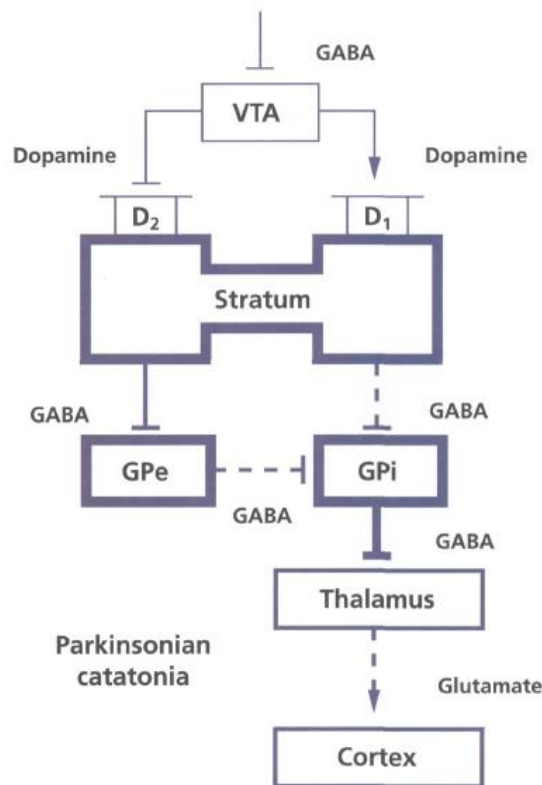 GABA
VTA
Dopamine
Dopamine
D2
D1
Stratum
GABA
GABA
GPe
GPi
GABA
GABA
Thalamus
Parkinsonian
catatonia
Glutamate
Cortex